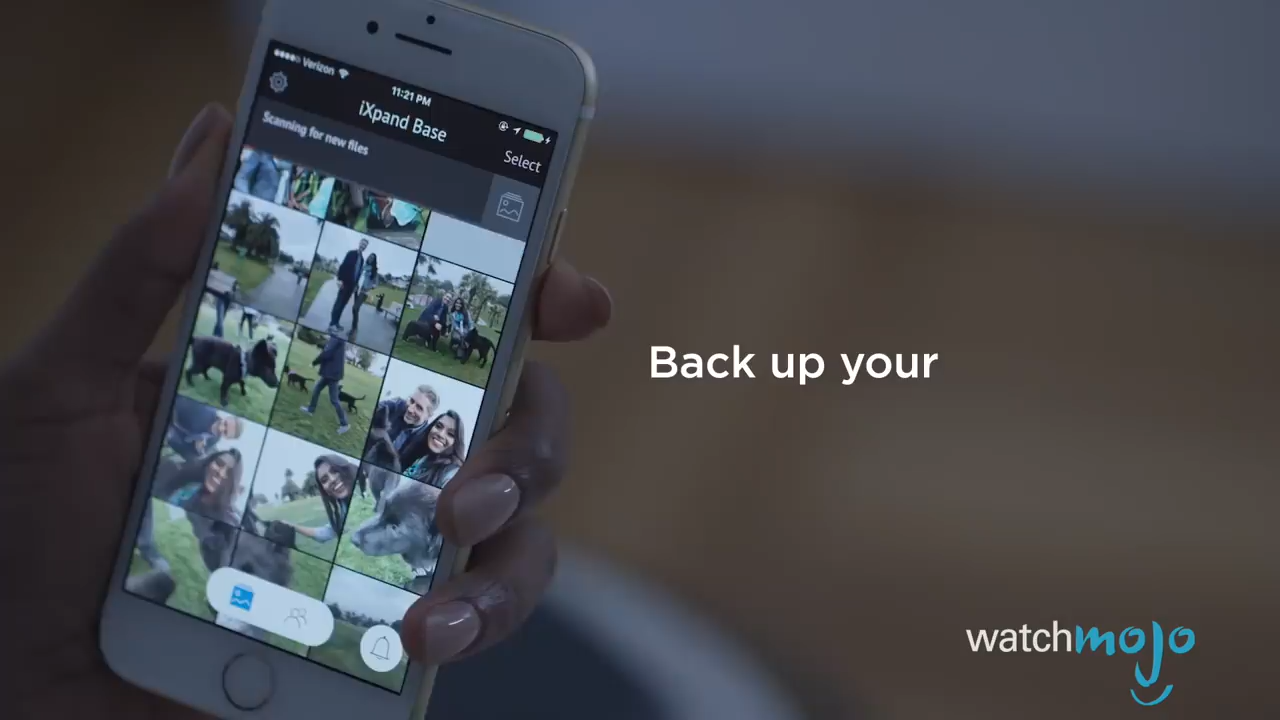 Verizon
11:21 PM
iXpand Base
Scanning for new files
Select
Back up your
watchmojo